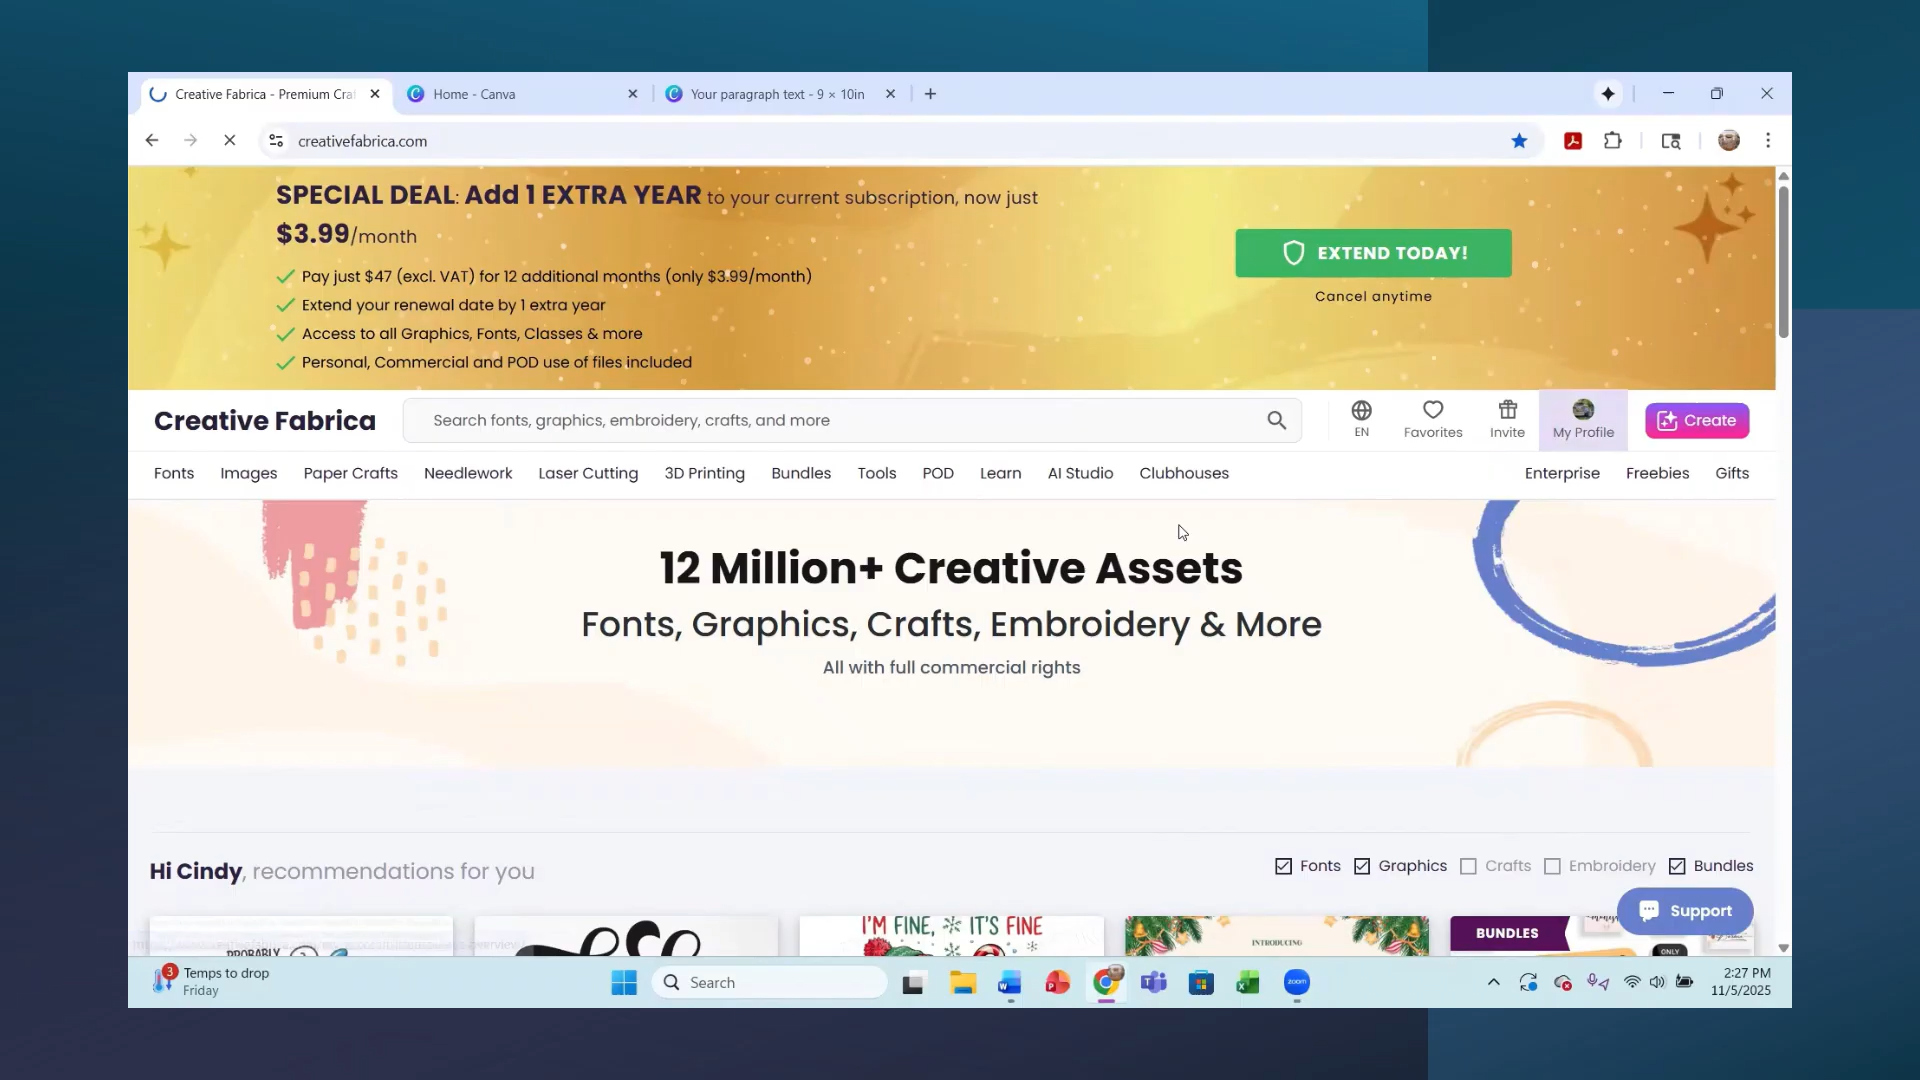 Creative Fabrica - Premium Cra
Home - Canva
Your paragraph text - 9 × 10in
creativefabrica.com
SPECIAL DEAL: Add 1 EXTRA YEAR to your current subscription, now just
$3.99/month
Pay just $47 (excl. VAT) for 12 additional months (only $3.99/month)
Extend your renewal date by 1 extra year
Access to all Graphics, Fonts, Classes & more
Personal, Commercial and POD use of files included
EXTEND TODAY!
Cancel anytime
Creative Fabrica
Search fonts, graphics, embroidery, crafts, and more
EN
Favorites
Invite
My Profile
Create
Fonts Images Paper Crafts Needlework Laser Cutting 3D Printing Bundles Tools POD Learn AI Studio Clubhouses Enterprise Freebies Gifts
12 Million+ Creative Assets
Fonts, Graphics, Crafts, Embroidery & More
All with full commercial rights
Hi Cindy, recommendations for you
Fonts Graphics Crafts Embroidery Bundles
Support
PROBABLY
I'M FINE, IT'S FINE
INTRODUCING
BUNDLES
ONLY
3
Temps to drop
Friday
Search
zoom
2:27 PM
11/5/2025